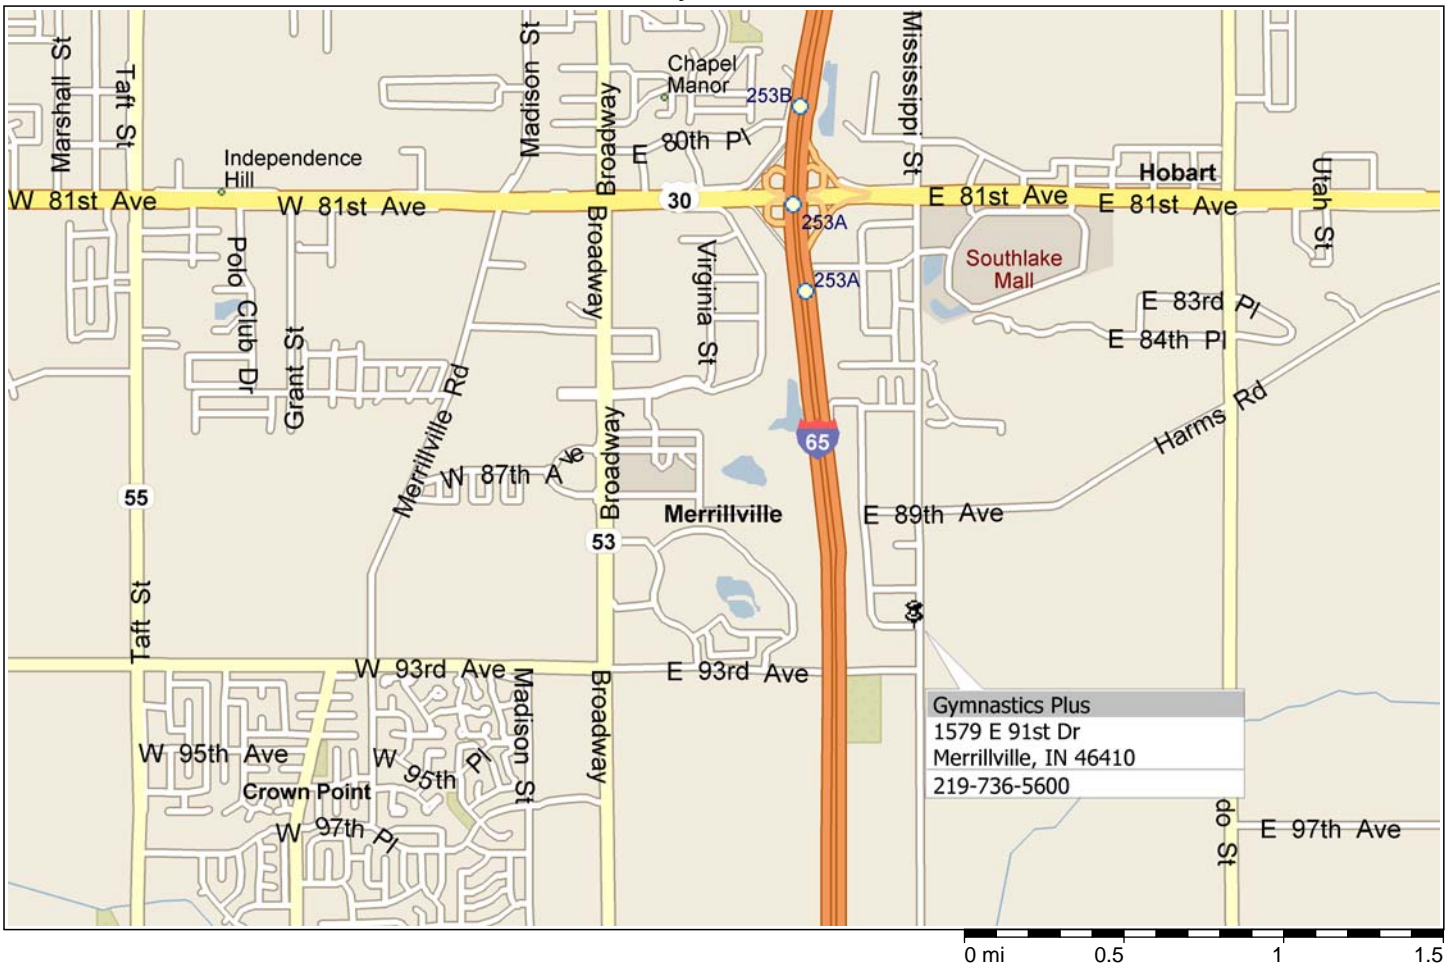 Marshall St
Taft St
Madison St
Broadway
Chapel
Manor
253B
Mississippi St
E 80th Pl
Independence
Hill
Hobart
Utah St
W 81st Ave
W 81st Ave
30
E 81st Ave
E 81st Ave
253A
Polo Club Dr
Broadway
Virginia St
Southlake
Mall
253A
E 83rd Pl
E 84th Pl
Grant St
Merrillville Rd
Harms Rd
Broadway
65
W 87th Ave
55
Merrillville
E 89th Ave
53
Taft St
W 93rd Ave
E 93rd Ave
Madison St
Broadway
Gymnastics Plus
1579 E 91st Dr
Merrillville, IN 46410
219-736-5600
W 95th Ave
W 95th Pl
Crown Point
W 97th Pl
do St
E 97th Ave
0 mi 0.5 1 1.5